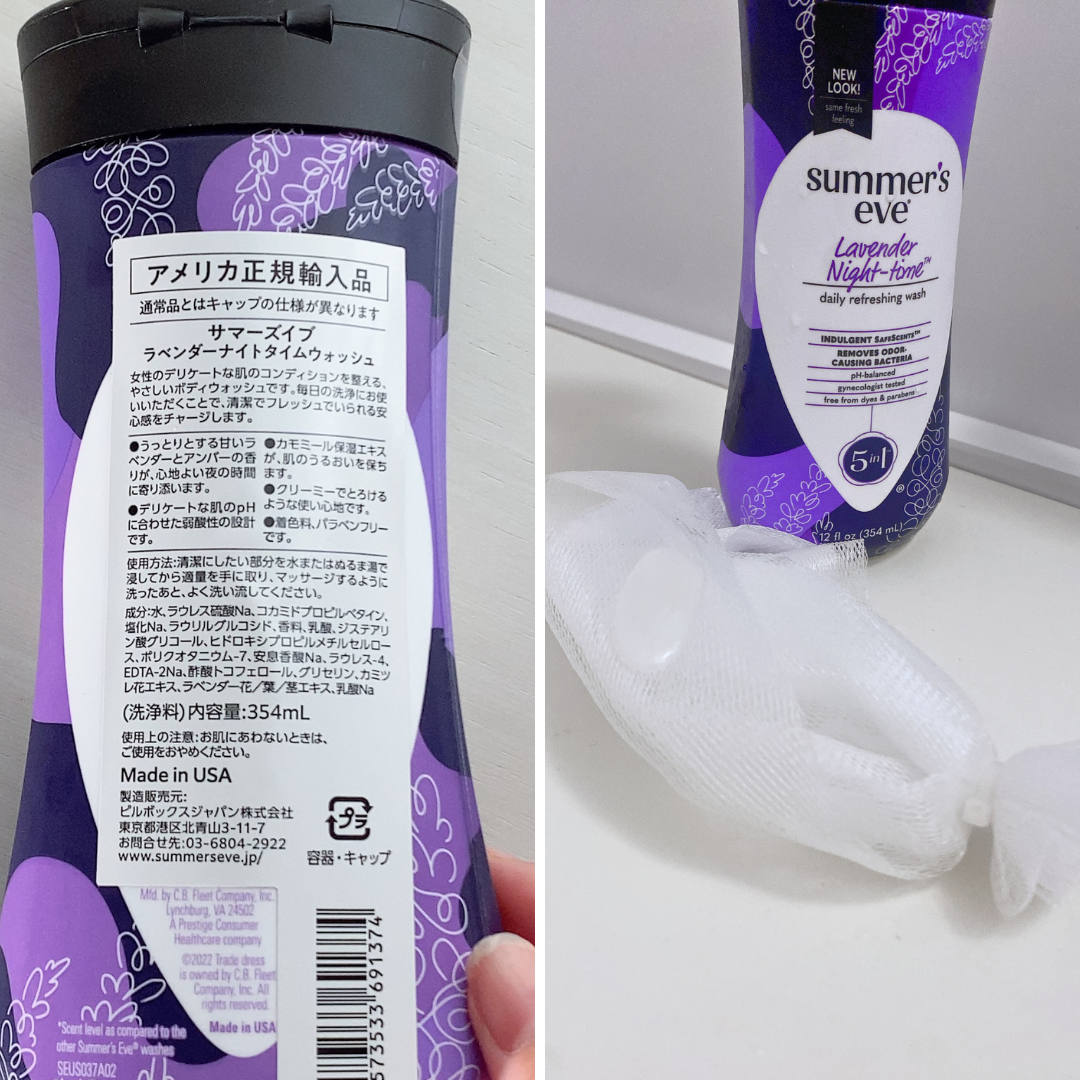 アメリカ正規輸入品
通常品とはキャップの仕様が異なります
サマーズイブ
ラベンダーナイトタイムウォッシュ
女性のデリケートな肌のコンディションを整える、
やさしいボディウォッシュです。毎日の洗浄にお使
いいただくことで、清潔でフレッシュでいられる安
心感をチャージします。
●うっとりとする甘いラ
ベンダーとアンバーの香
りが、心地よい夜の時間
に寄り添います。
●デリケートな肌のpH
に合わせた弱酸性の設計
です。
●カモミール保湿エキス
が、肌のうるおいを保ち
ます。
●クリーミーでとろける
ような使い心地です。
●着色料、パラベンフリー
です。
使用方法:清潔にしたい部分を水またはぬるま湯で
浸してから適量を手に取り、マッサージするように
洗ったあと、よく洗い流してください。
成分:水、ラウレス硫酸Na、コカミドプロピルベタイン、
塩化Na、ラウリルグルコシド、香料、乳酸、ジステアリ
ン酸グリコール、ヒドロキシプロピルメチルセルロー
ス、ポリクオタニウム-7、安息香酸Na、ラウレス-4、
EDTA-2Na、酢酸トコフェロール、グリセリン、カミツ
レ花エキス、ラベンダー花/葉/茎エキス、乳酸Na
(洗浄料)内容量:354mL
使用上の注意:お肌にあわないときは、
ご使用をおやめください。
Made in USA
製造販売元:
ピルボックスジャパン株式会社
東京都港区北青山3-11-7
お問合せ先:03-6804-2922
www.summerseve.jp/
プラ
容器・キャップ
Mfd. by C.B. Fleet Company, Inc.
Lynchburg, VA 24502
A Prestige Consumer
Healthcare company
©2022 Trade dress
is owned by C.B. Fleet
Company, Inc. All
rights reserved.
Made in USA
*Scent level as compared to the
other Summer's Eve® washes
SEUS037A02
573533 691374
NEW
LOOK!
same fresh
feeling
summer's
eve®
Lavender
Night-time™
daily refreshing wash
INDULGENT SAFESCENTS™
REMOVES ODOR-
CAUSING BACTERIA
pH-balanced
gynecologist tested
free from dyes & parabens
5 in 1
®
12 fl oz (354 mL)